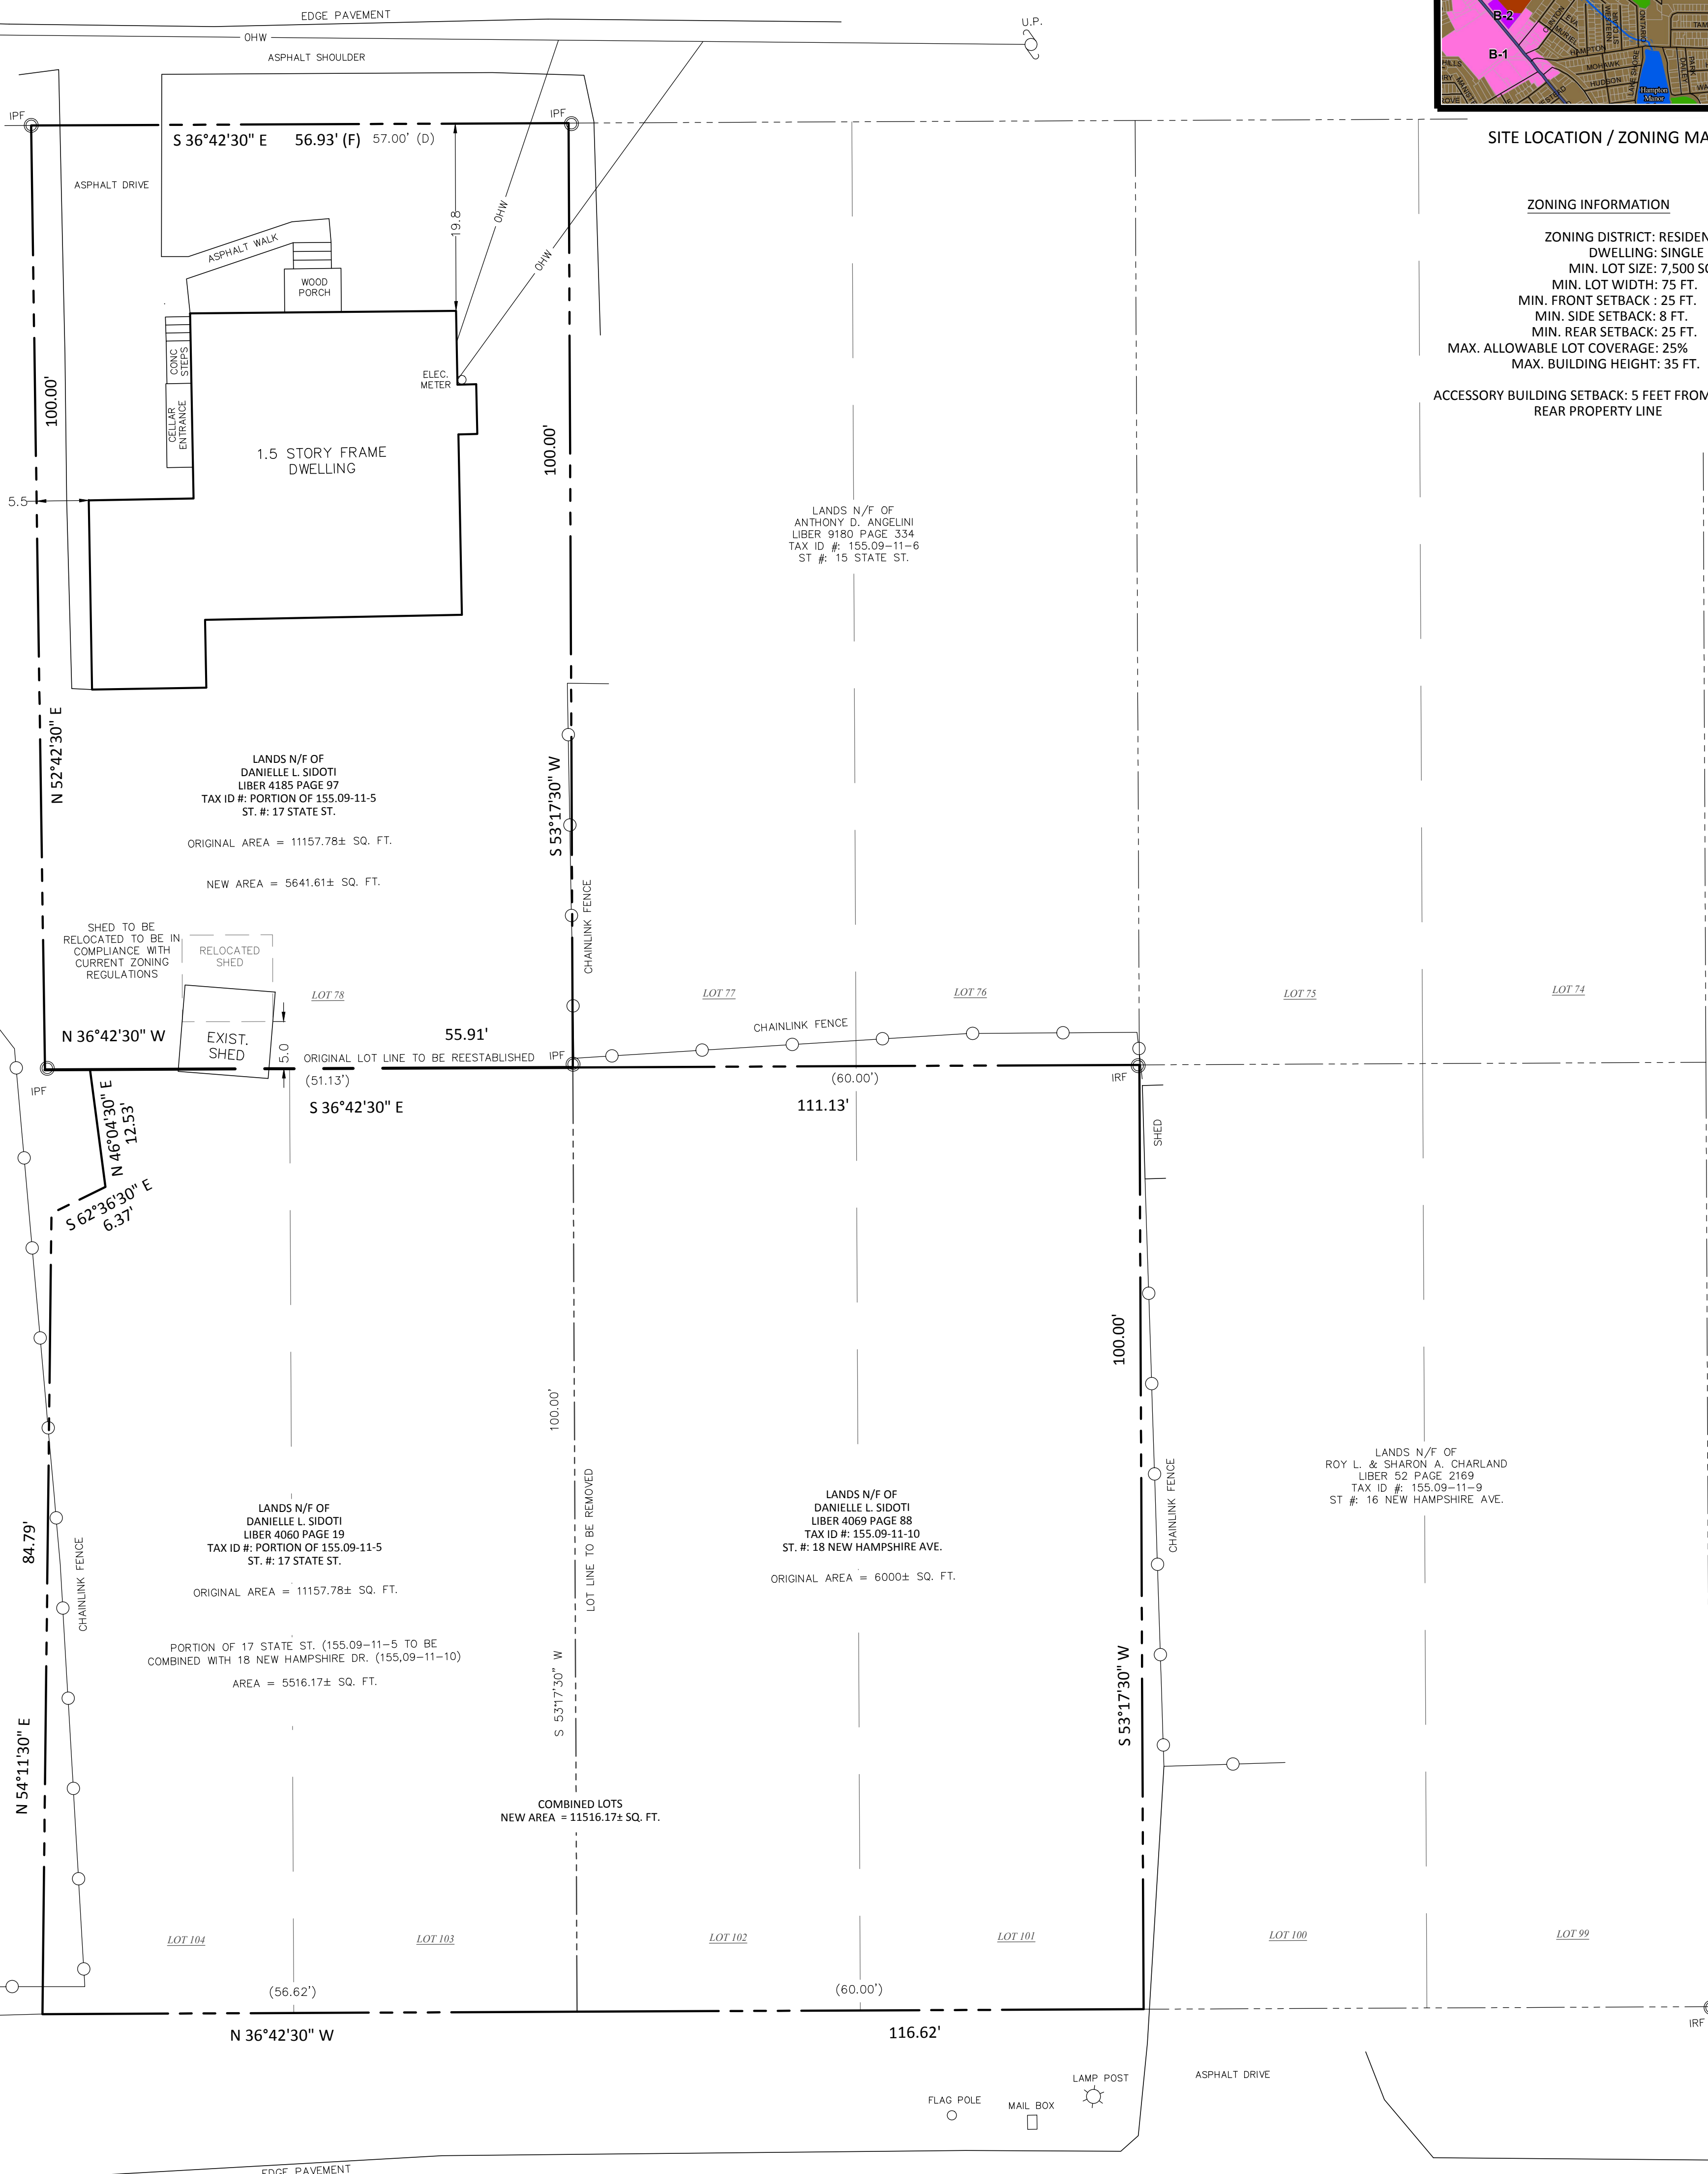 EDGE PAVEMENT
OHW
ASPHALT SHOULDER
U.P.
B-2
B-1
CLINTON
EVA
MURIEL
WESTERN
ONTARIO
HAMPTON
MOHAWK
HUDSON
LAKE SHORE
PARK
DAILEY
HILLS
Hampton
Manor
SITE LOCATION / ZONING MA
IPF
S 36°42'30" E
56.93' (F)
57.00' (D)
IPF
ASPHALT DRIVE
19.8
OHW
OHW
ASPHALT WALK
WOOD
PORCH
CONC
STEPS
CELLAR
ENTRANCE
ELEC.
METER
1.5 STORY FRAME
DWELLING
5.5
100.00'
N 52°42'30" E
100.00'
S 53°17'30" W
ZONING INFORMATION
ZONING DISTRICT: RESIDEN
DWELLING: SINGLE
MIN. LOT SIZE: 7,500 SQ
MIN. LOT WIDTH: 75 FT.
MIN. FRONT SETBACK : 25 FT.
MIN. SIDE SETBACK: 8 FT.
MIN. REAR SETBACK: 25 FT.
MAX. ALLOWABLE LOT COVERAGE: 25%
MAX. BUILDING HEIGHT: 35 FT.
ACCESSORY BUILDING SETBACK: 5 FEET FROM
REAR PROPERTY LINE
LANDS N/F OF
ANTHONY D. ANGELINI
LIBER 9180 PAGE 334
TAX ID #: 155.09-11-6
ST #: 15 STATE ST.
LANDS N/F OF
DANIELLE L. SIDOTI
LIBER 4185 PAGE 97
TAX ID #: PORTION OF 155.09-11-5
ST. #: 17 STATE ST.
ORIGINAL AREA = 11157.78± SQ. FT.
NEW AREA = 5641.61± SQ. FT.
SHED TO BE
RELOCATED TO BE IN
COMPLIANCE WITH
CURRENT ZONING
REGULATIONS
RELOCATED
SHED
CHAINLINK FENCE
LOT 78
LOT 77
LOT 76
LOT 75
LOT 74
N 36°42'30" W
EXIST.
SHED
5.0
55.91'
ORIGINAL LOT LINE TO BE REESTABLISHED
IPF
CHAINLINK FENCE
IPF
(51.13')
S 36°42'30" E
(60.00')
111.13'
IRF
N 46°04'30" E
12.53'
S 62°36'30" E
6.37'
SHED
84.79'
N 54°11'30" E
CHAINLINK FENCE
100.00'
LOT LINE TO BE REMOVED
S 53°17'30" W
100.00'
S 53°17'30" W
CHAINLINK FENCE
LANDS N/F OF
DANIELLE L. SIDOTI
LIBER 4060 PAGE 19
TAX ID #: PORTION OF 155.09-11-5
ST. #: 17 STATE ST.
ORIGINAL AREA = 11157.78± SQ. FT.
PORTION OF 17 STATE ST. (155.09-11-5 TO BE
COMBINED WITH 18 NEW HAMPSHIRE DR. (155,09-11-10)
AREA = 5516.17± SQ. FT.
LANDS N/F OF
DANIELLE L. SIDOTI
LIBER 4069 PAGE 88
TAX ID #: 155.09-11-10
ST. #: 18 NEW HAMPSHIRE AVE.
ORIGINAL AREA = 6000± SQ. FT.
LANDS N/F OF
ROY L. & SHARON A. CHARLAND
LIBER 52 PAGE 2169
TAX ID #: 155.09-11-9
ST #: 16 NEW HAMPSHIRE AVE.
COMBINED LOTS
NEW AREA = 11516.17± SQ. FT.
LOT 104
LOT 103
LOT 102
LOT 101
LOT 100
LOT 99
(56.62')
(60.00')
N 36°42'30" W
116.62'
IRF
FLAG POLE
MAIL BOX
LAMP POST
ASPHALT DRIVE
EDGE PAVEMENT